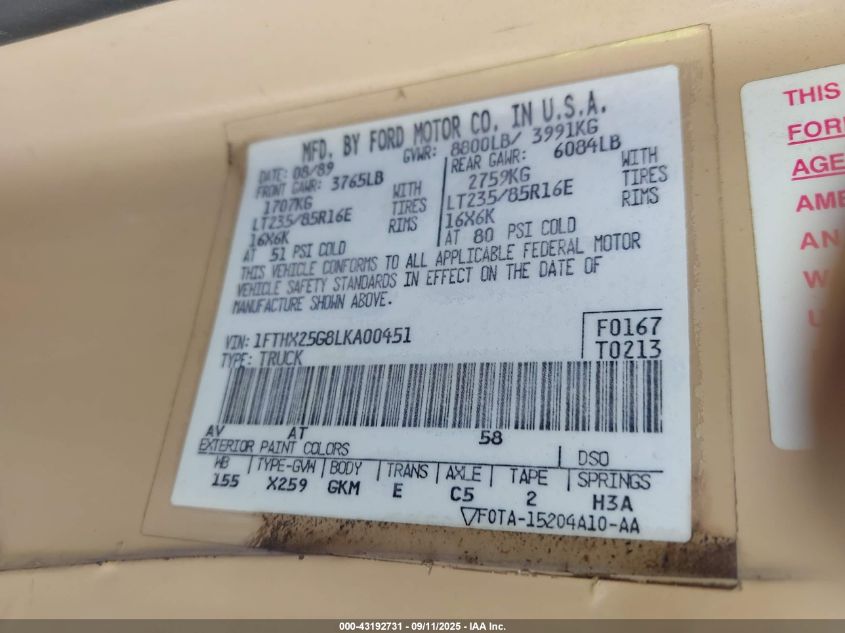 MFD. BY FORD MOTOR CO. IN U.S.A.
DATE: 08/89 GVWR: 8800LB/ 3991KG
FRONT GAWR: 3765LB REAR GAWR: 6084LB
1707KG WITH 2759KG WITH
LT235/85R16E TIRES LT235/85R16E TIRES
16X6K RIMS 16X6K RIMS
AT 51 PSI COLD AT 80 PSI COLD
THIS VEHICLE CONFORMS TO ALL APPLICABLE FEDERAL MOTOR
VEHICLE SAFETY STANDARDS IN EFFECT ON THE DATE OF
MANUFACTURE SHOWN ABOVE.
VIN: 1FTHX25G8LKA00451 F0167
TYPE: TRUCK T0213
AV AT 58
EXTERIOR PAINT COLORS DSO
WB TYPE-GVW BODY TRANS AXLE TAPE SPRINGS
155 X259 GKM E C5 2 H3A
F0TA-15204A10-AA
THIS
FOR
AGE
AME
AN
W
000-43192731 - 09/11/2025 - IAA Inc.